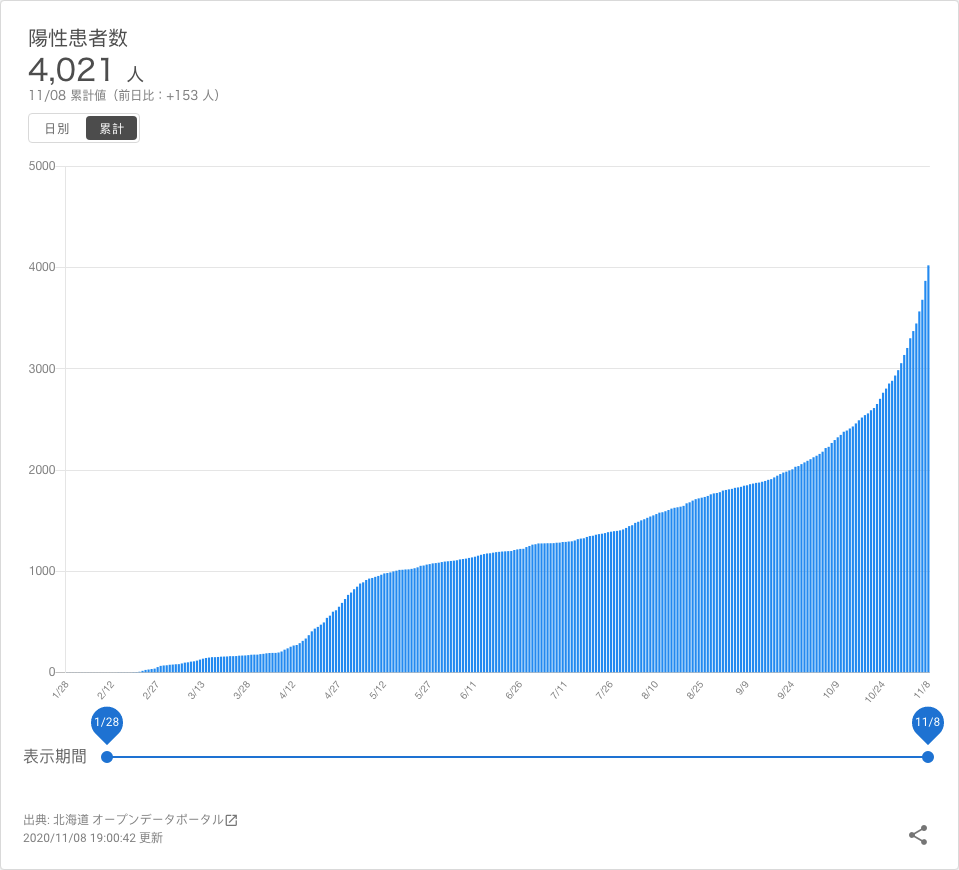 陽性患者数
4,021 人
11/08 累計値（前日比：+153 人）
日別 累計
5000
4000
3000
2000
1000
0
1/28 2/12 2/27 3/13 3/28 4/12 4/27 5/12 5/27 6/11 6/26 7/11 7/26 8/10 8/25 9/9 9/24 10/9 10/24 11/8
1/28 11/8
表示期間
出典: 北海道 オープンデータポータル
2020/11/08 19:00:42 更新